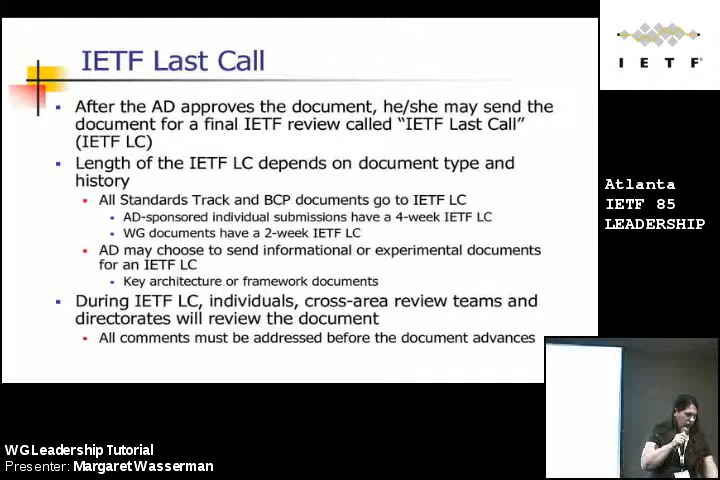 IETF Last Call
After the AD approves the document, he/she may send the
document for a final IETF review called “IETF Last Call”
(IETF LC)
Length of the IETF LC depends on document type and
history
All Standards Track and BCP documents go to IETF LC
AD-sponsored individual submissions have a 4-week IETF LC
WG documents have a 2-week IETF LC
AD may choose to send informational or experimental documents
for an IETF LC
Key architecture or framework documents
During IETF LC, individuals, cross-area review teams and
directorates will review the document
All comments must be addressed before the document advances
I E T F®
Atlanta
IETF 85
LEADERSHIP
WG Leadership Tutorial
Presenter: Margaret Wasserman